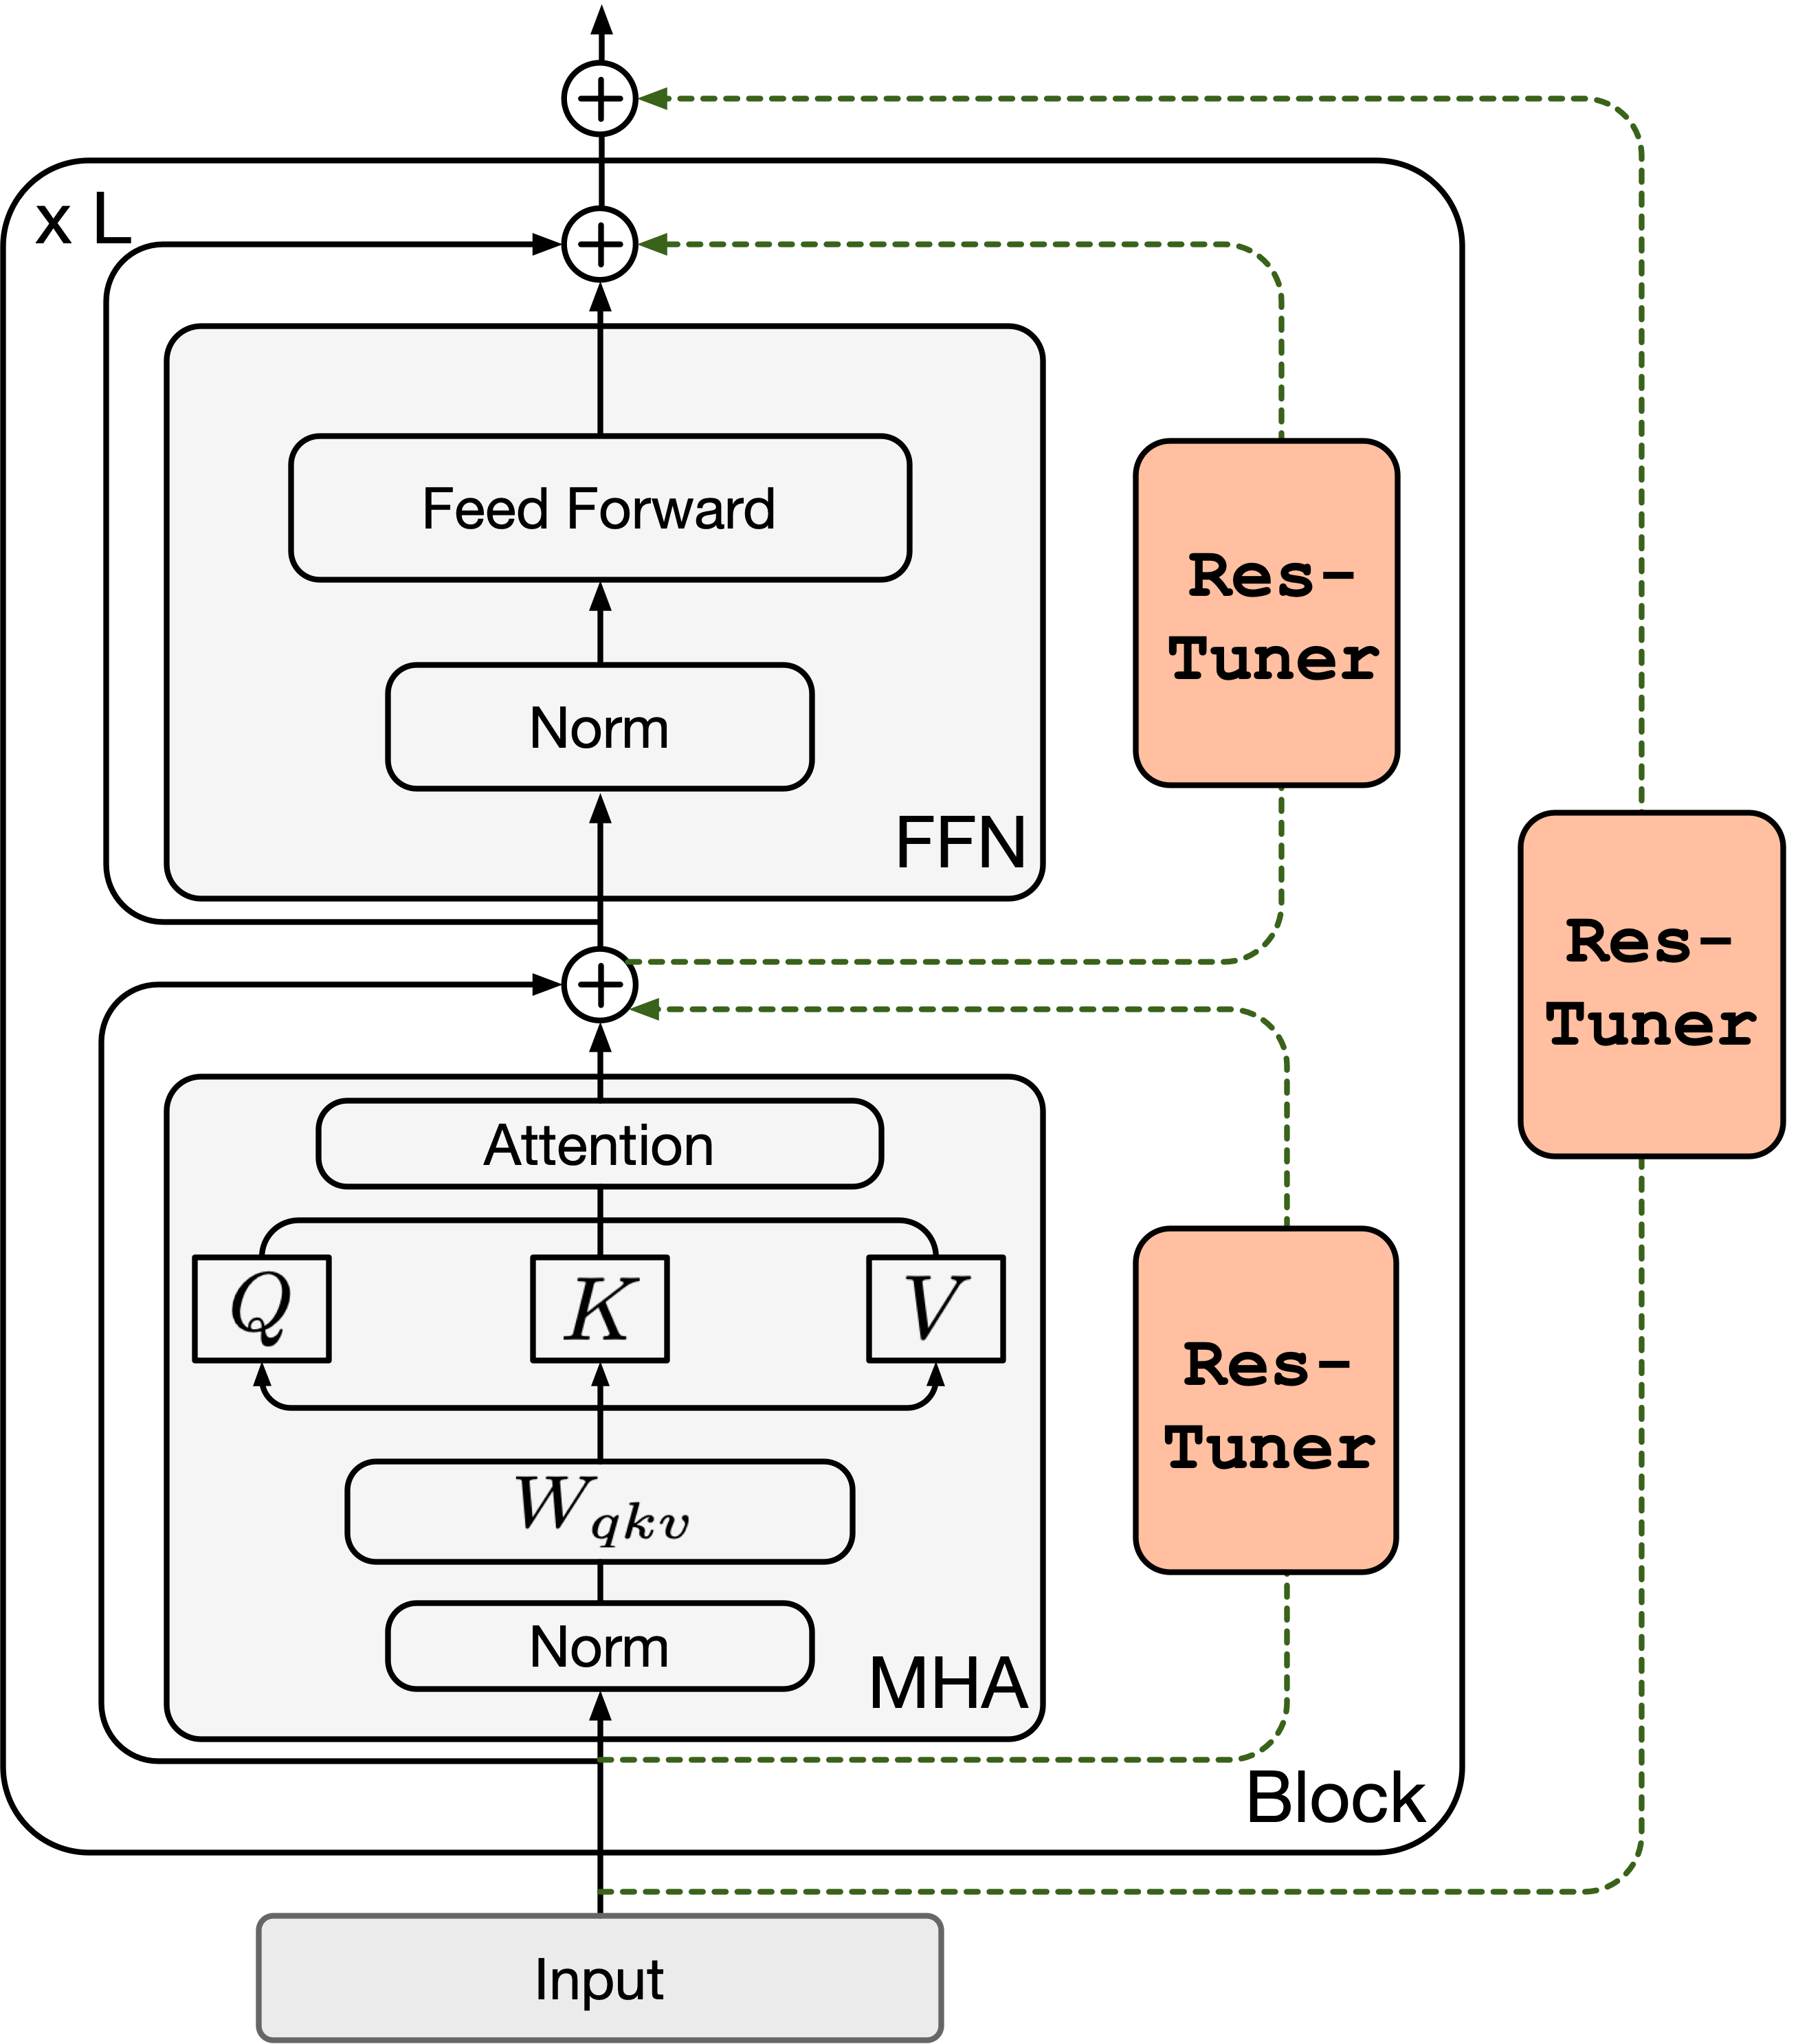 x L
Feed Forward
Res-
Tuner
Norm
FFN
Res-
Tuner
Attention
Q
K
V
Res-
Tuner
W_{qkv}
Norm
MHA
Block
Input